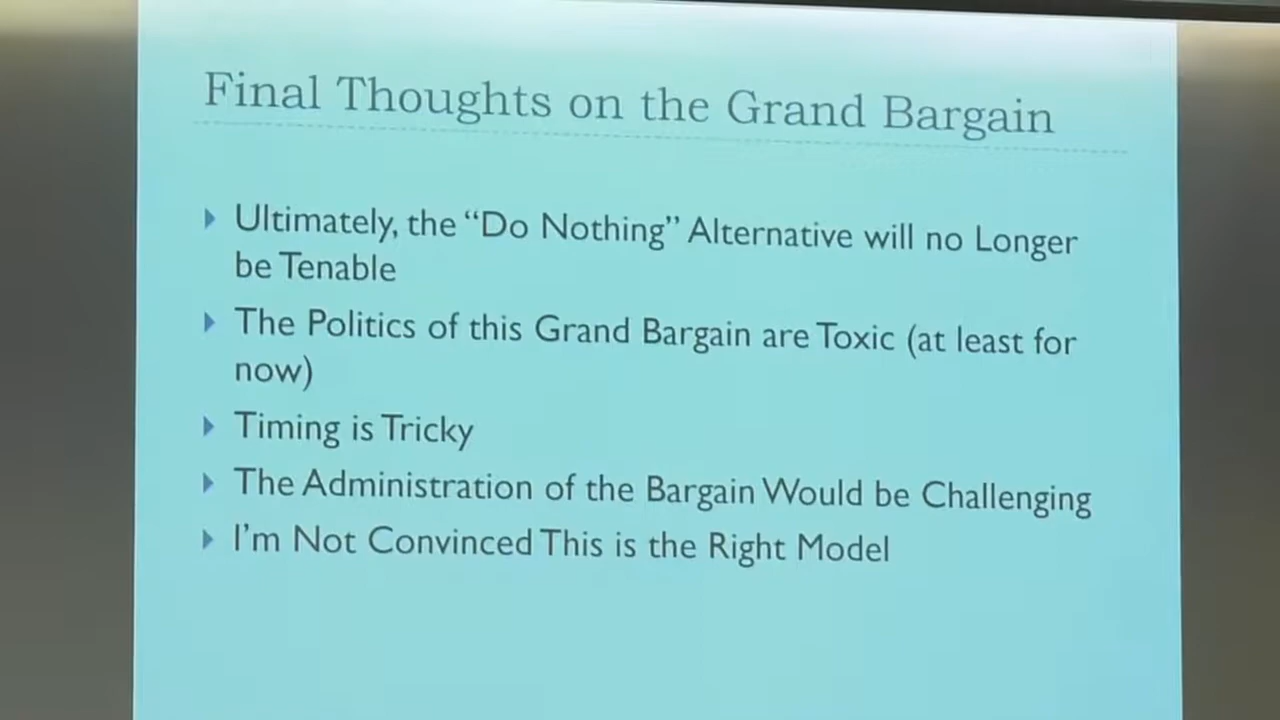 Final Thoughts on the Grand Bargain
Ultimately, the “Do Nothing” Alternative will no Longer
be Tenable
The Politics of this Grand Bargain are Toxic (at least for
now)
Timing is Tricky
The Administration of the Bargain Would be Challenging
I’m Not Convinced This is the Right Model